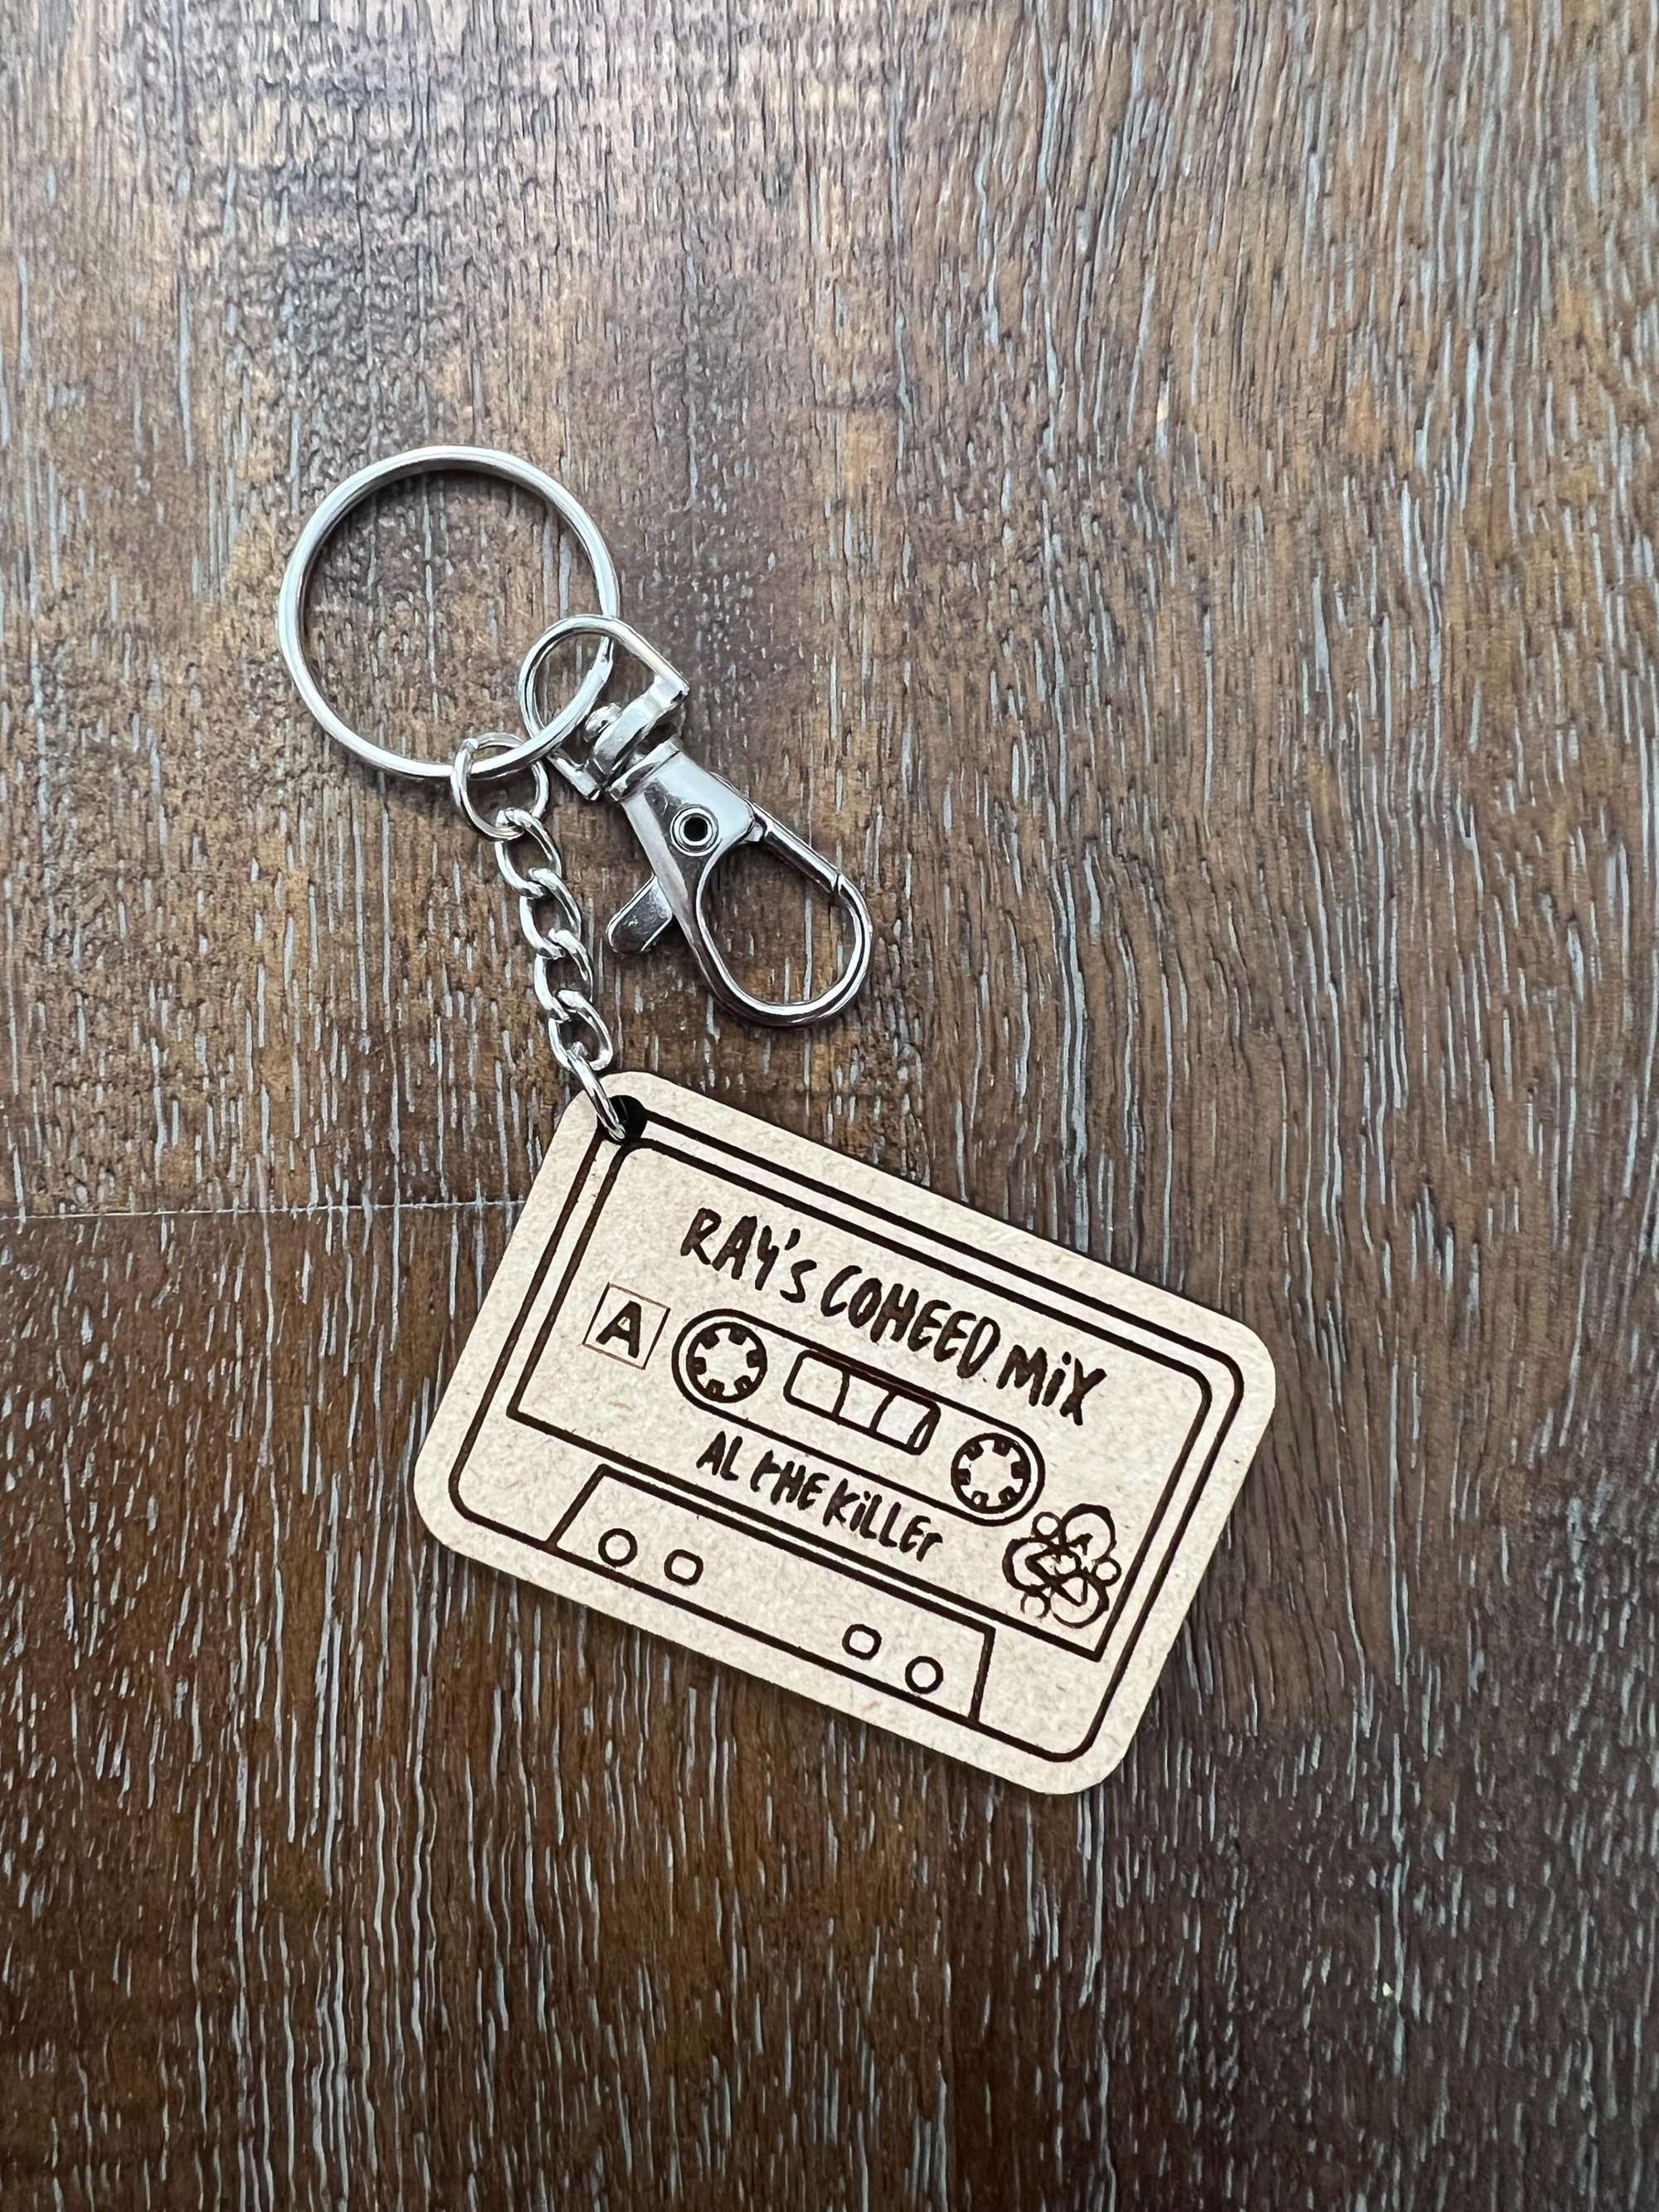 RAY'S COHEED MiX
A
AL tHE KiLLEr